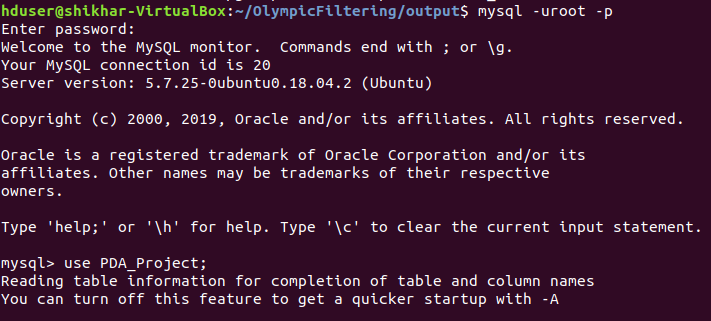 hduser@shikhar-VirtualBox:~/OlympicFiltering/output$ mysql -uroot -p
Enter password:
Welcome to the MySQL monitor.  Commands end with ; or \g.
Your MySQL connection id is 20
Server version: 5.7.25-0ubuntu0.18.04.2 (Ubuntu)

Copyright (c) 2000, 2019, Oracle and/or its affiliates. All rights reserved.

Oracle is a registered trademark of Oracle Corporation and/or its
affiliates. Other names may be trademarks of their respective
owners.

Type 'help;' or '\h' for help. Type '\c' to clear the current input statement.

mysql> use PDA_Project;
Reading table information for completion of table and column names
You can turn off this feature to get a quicker startup with -A